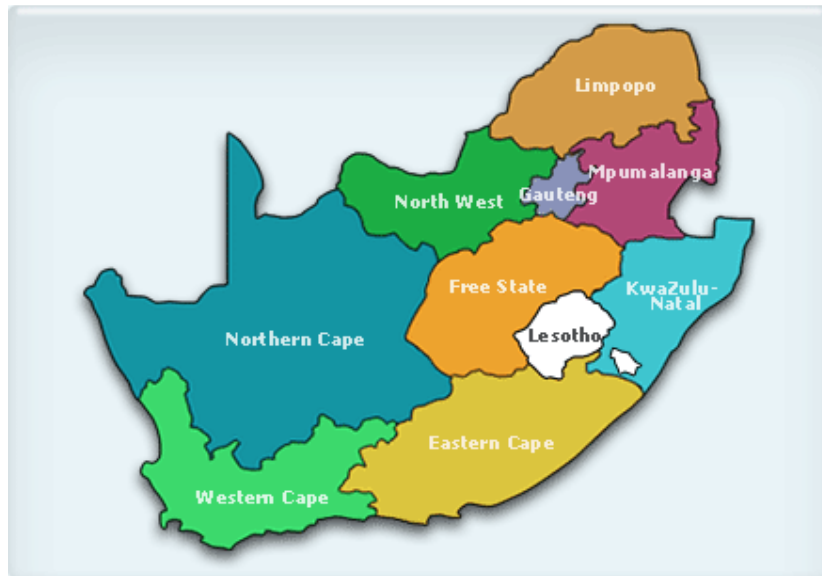 Limpopo
Mpumalanga
Gauteng
North West
Free State
KwaZulu-
Natal
Lesotho
Northern Cape
Eastern Cape
Western Cape